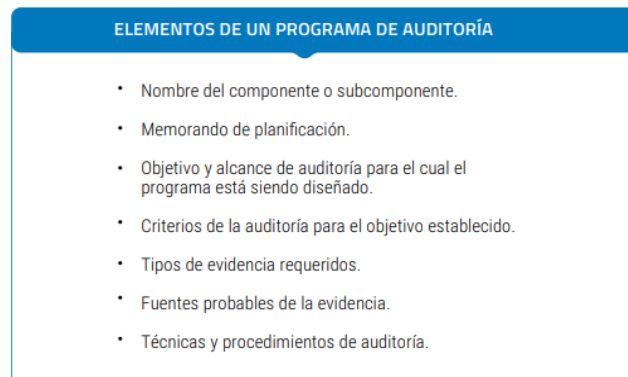 ELEMENTOS DE UN PROGRAMA DE AUDITORÍA
• Nombre del componente o subcomponente.
• Memorando de planificación.
• Objetivo y alcance de auditoría para el cual el
programa está siendo diseñado.
• Criterios de la auditoría para el objetivo establecido.
• Tipos de evidencia requeridos.
• Fuentes probables de la evidencia.
• Técnicas y procedimientos de auditoría.